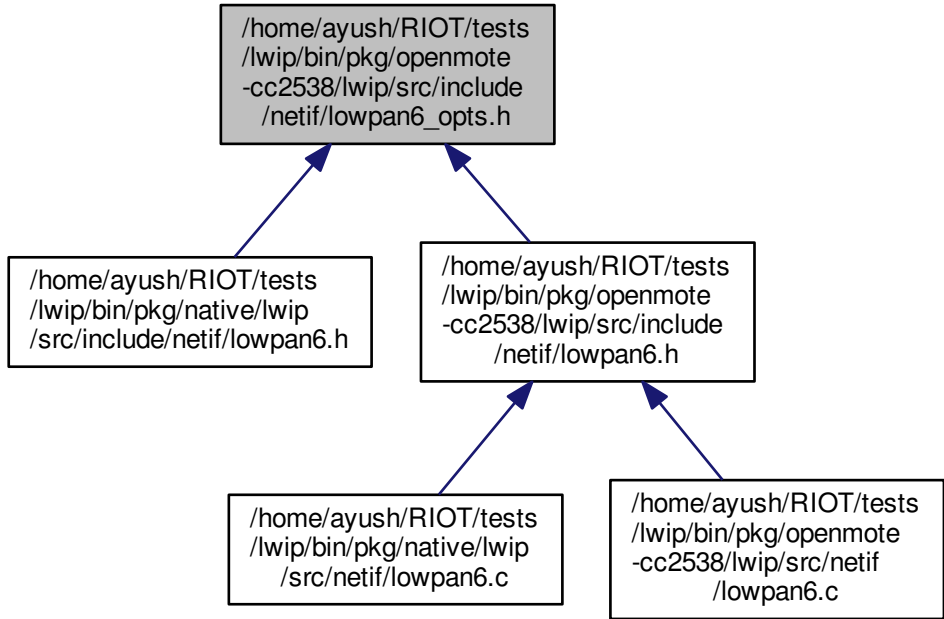 /home/ayush/RIOT/tests
/lwip/bin/pkg/openmote
-cc2538/lwip/src/include
/netif/lowpan6_opts.h
/home/ayush/RIOT/tests
/lwip/bin/pkg/native/lwip
/src/include/netif/lowpan6.h
/home/ayush/RIOT/tests
/lwip/bin/pkg/openmote
-cc2538/lwip/src/include
/netif/lowpan6.h
/home/ayush/RIOT/tests
/lwip/bin/pkg/native/lwip
/src/netif/lowpan6.c
/home/ayush/RIOT/tests
/lwip/bin/pkg/openmote
-cc2538/lwip/src/netif
/lowpan6.c